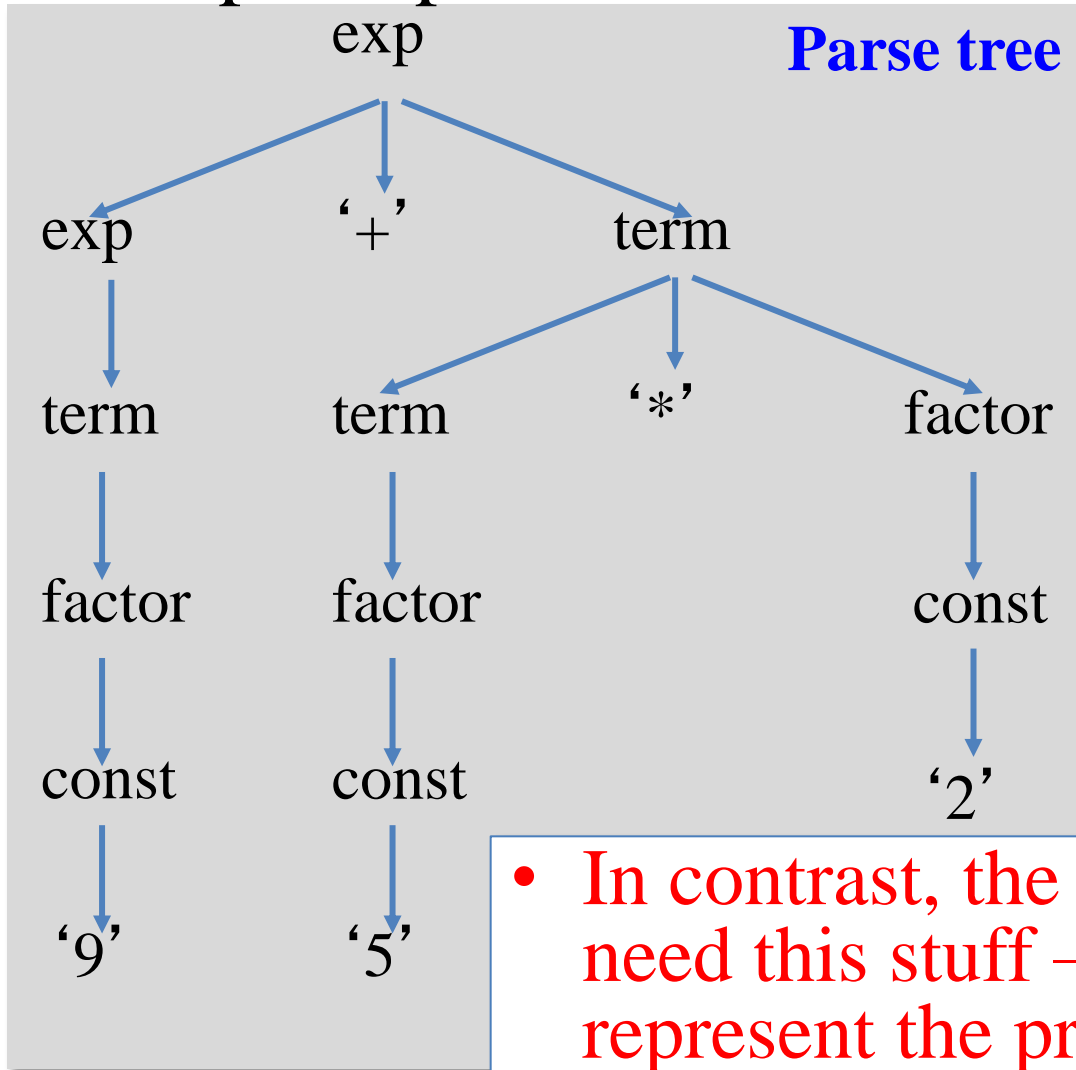 exp
Parse tree
exp ‘+’ term
term term ‘*’ factor
factor factor const
const const ‘2’
‘9’ ‘5’
• In contrast, the
need this stuff –
represent the pr